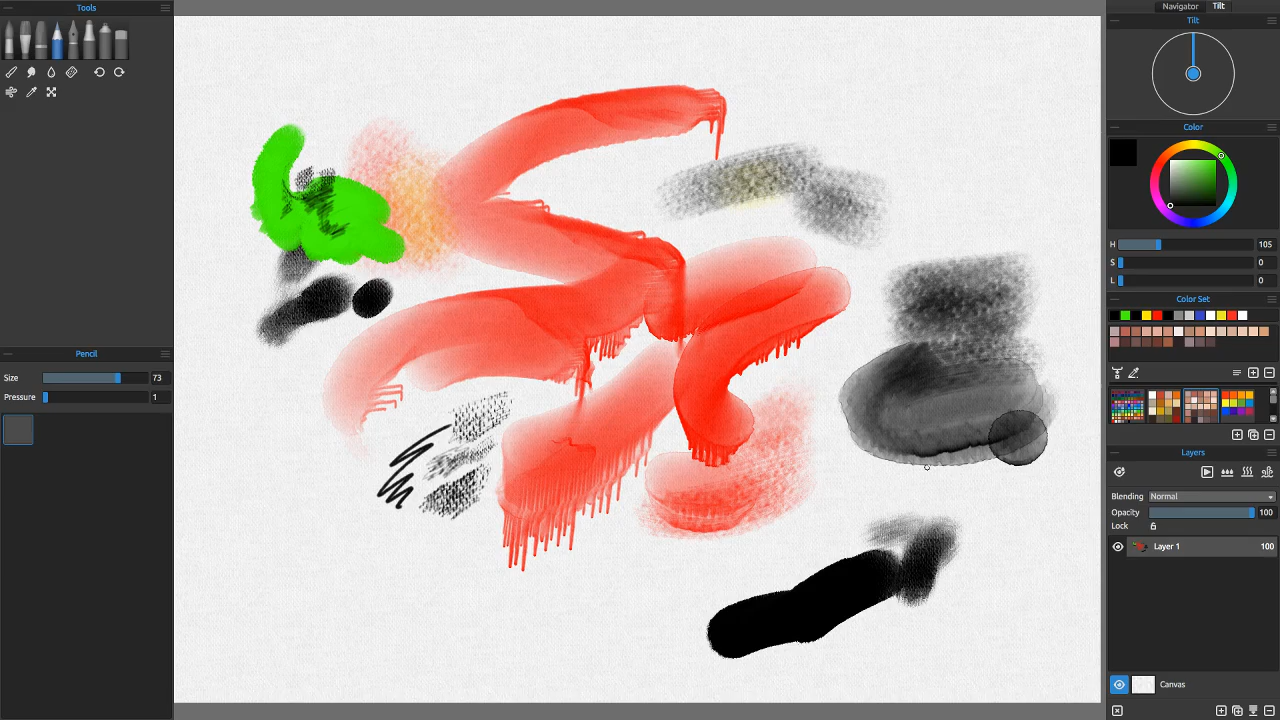 Tools
Pencil
Size 73
Pressure 1
Navigator Tilt
Tilt
Color
H 105
S 0
L 0
Color Set
Layers
Blending Normal
Opacity 100
Lock
Layer 1 100
Canvas